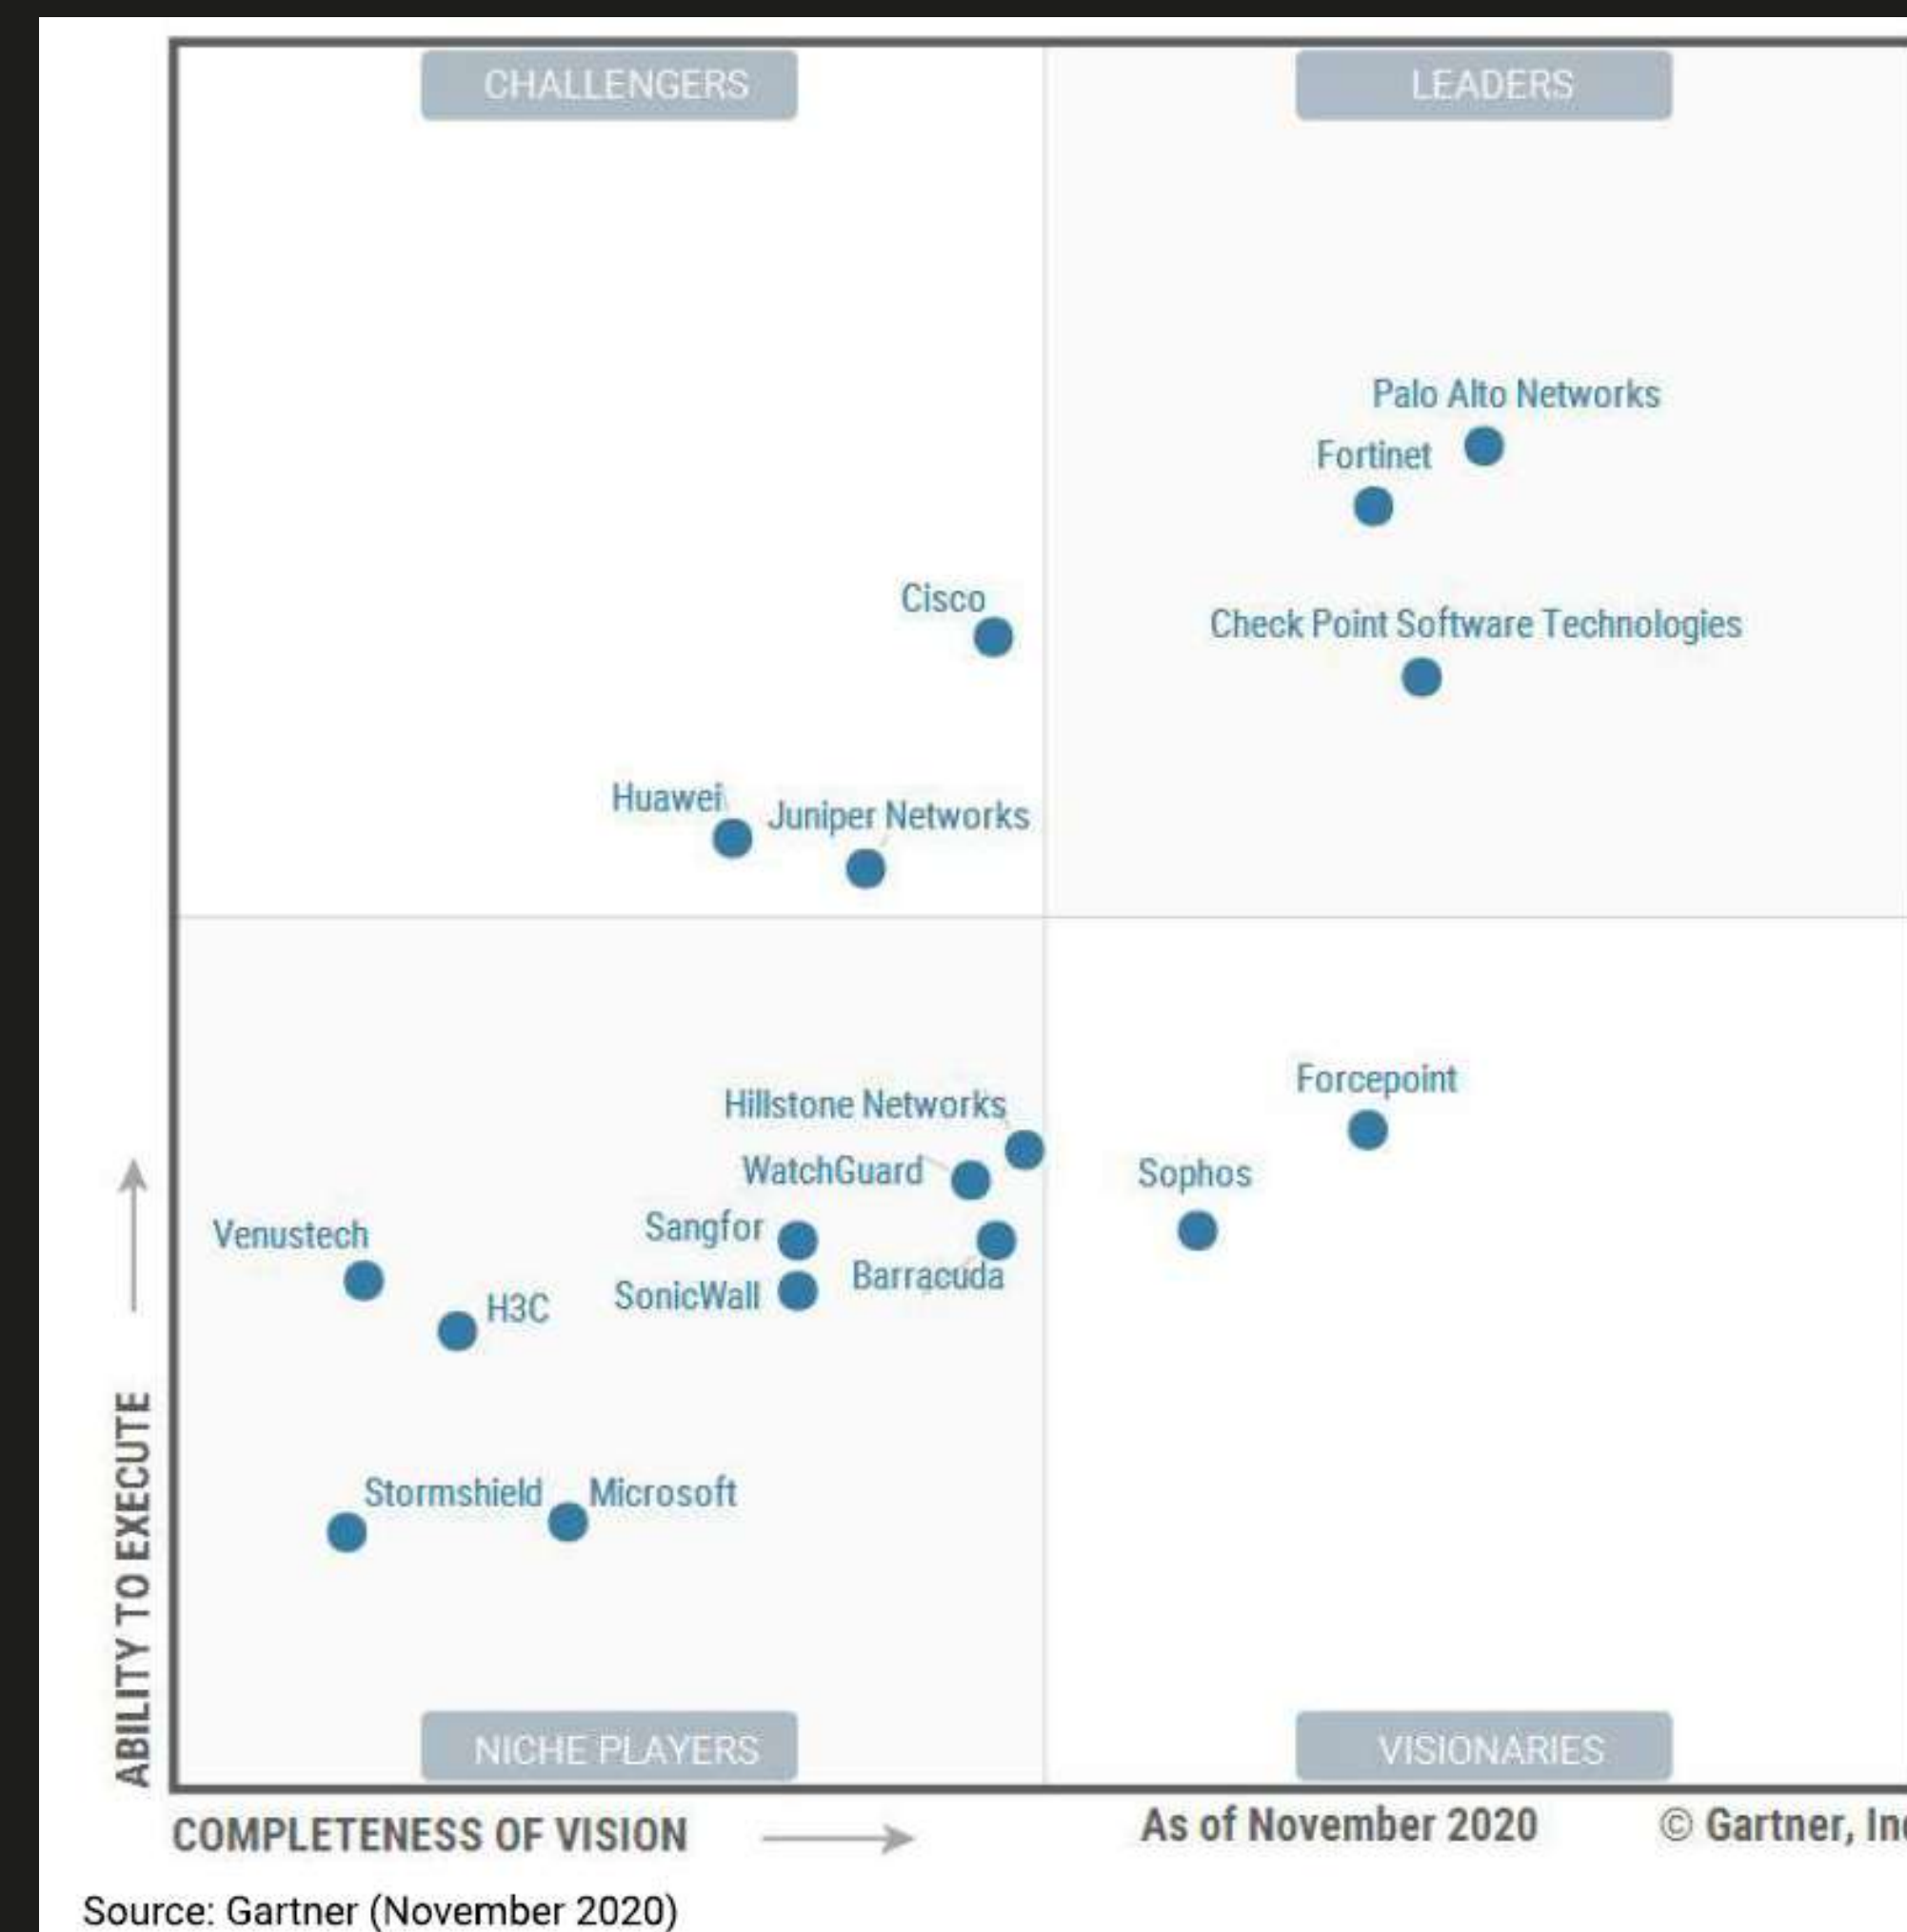 CHALLENGERS
LEADERS
Palo Alto Networks
Fortinet
Cisco
Check Point Software Technologies
Huawei
Juniper Networks
Forcepoint
Hillstone Networks
WatchGuard
Sophos
Sangfor
Venustech
Barracuda
SonicWall
H3C
Stormshield
Microsoft
ABILITY TO EXECUTE
NICHE PLAYERS
VISIONARIES
COMPLETENESS OF VISION
As of November 2020
© Gartner, Inc
Source: Gartner (November 2020)